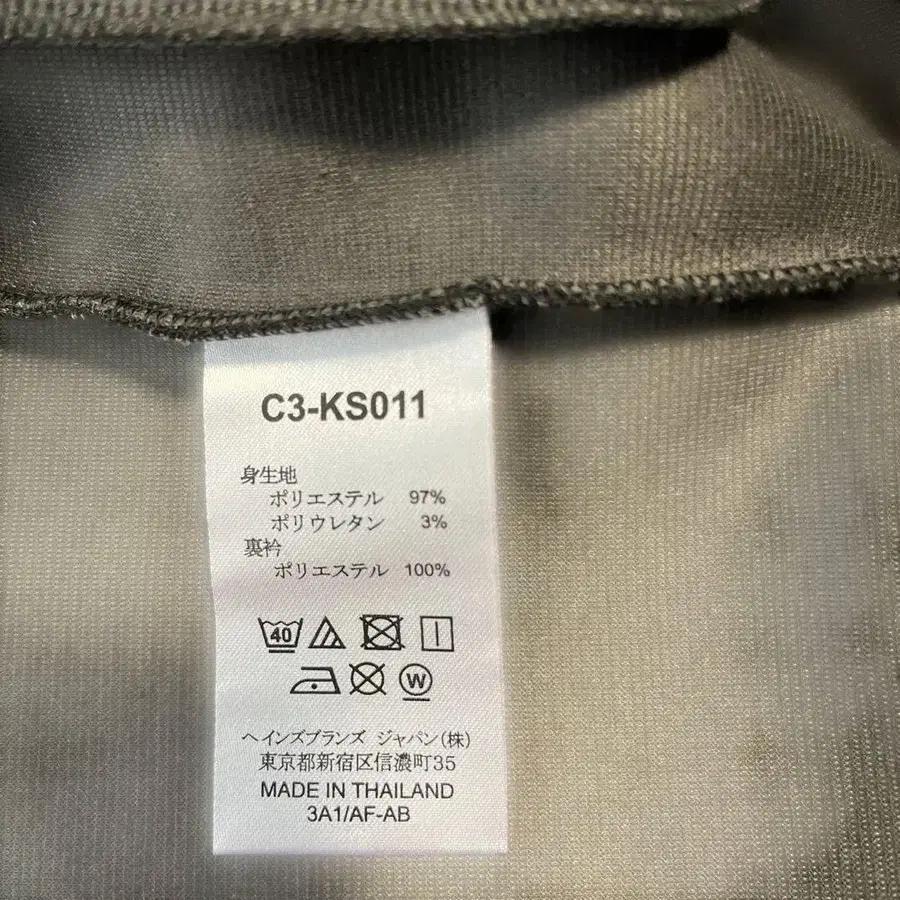 C3-KS011
身生地
ポリエステル 97%
ポリウレタン 3%
裏衿
ポリエステル 100%
40
W
ヘインズブランズ ジャパン(株)
東京都新宿区信濃町35
MADE IN THAILAND
3A1/AF-AB